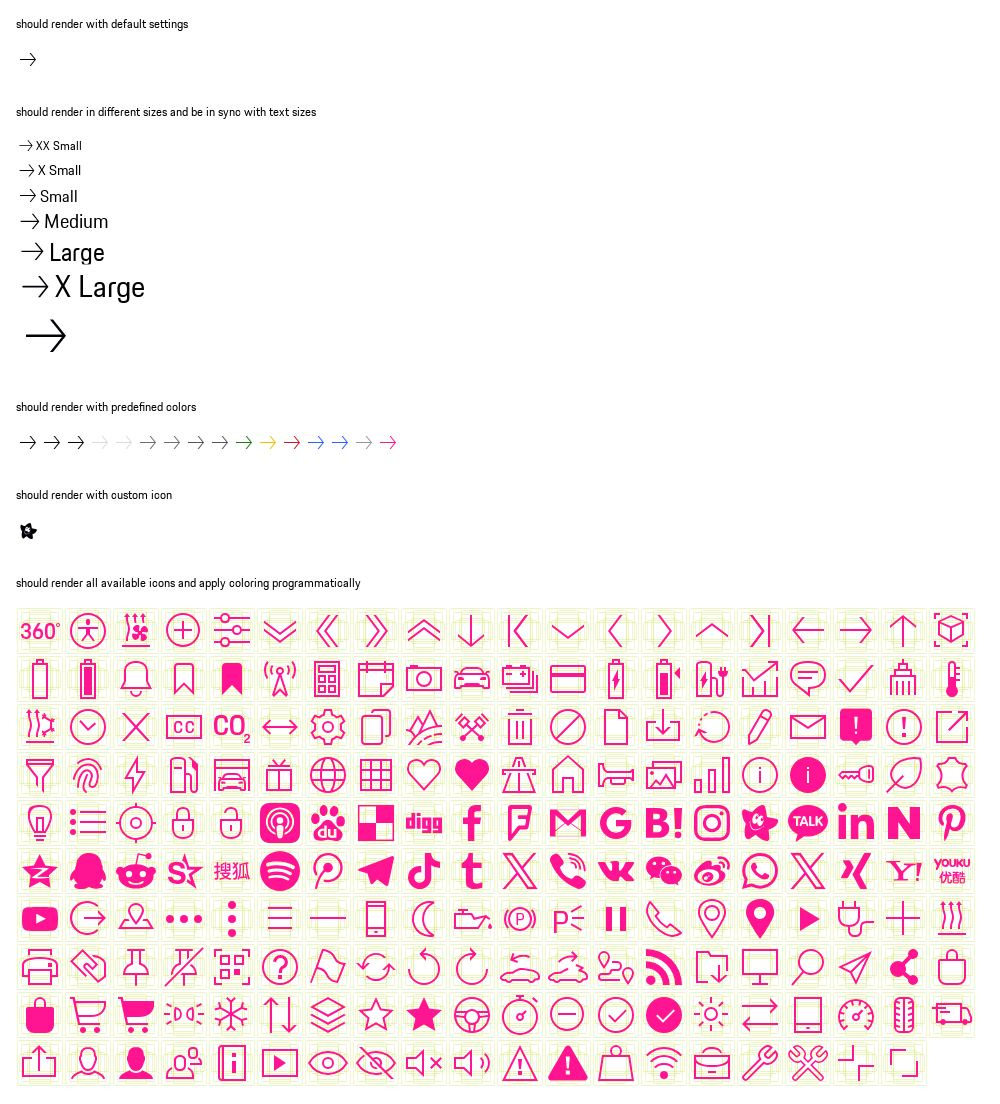 should render with default settings
should render in different sizes and be in sync with text sizes
XX Small
X Small
Small
Medium
Large
X Large
should render with predefined colors
should render with custom icon
should render all available icons and apply coloring programmatically
360°
CC
CO2
digg
G
B!
TALK
in
N
搜狐
Y!
YOUKU
优酷
P
P